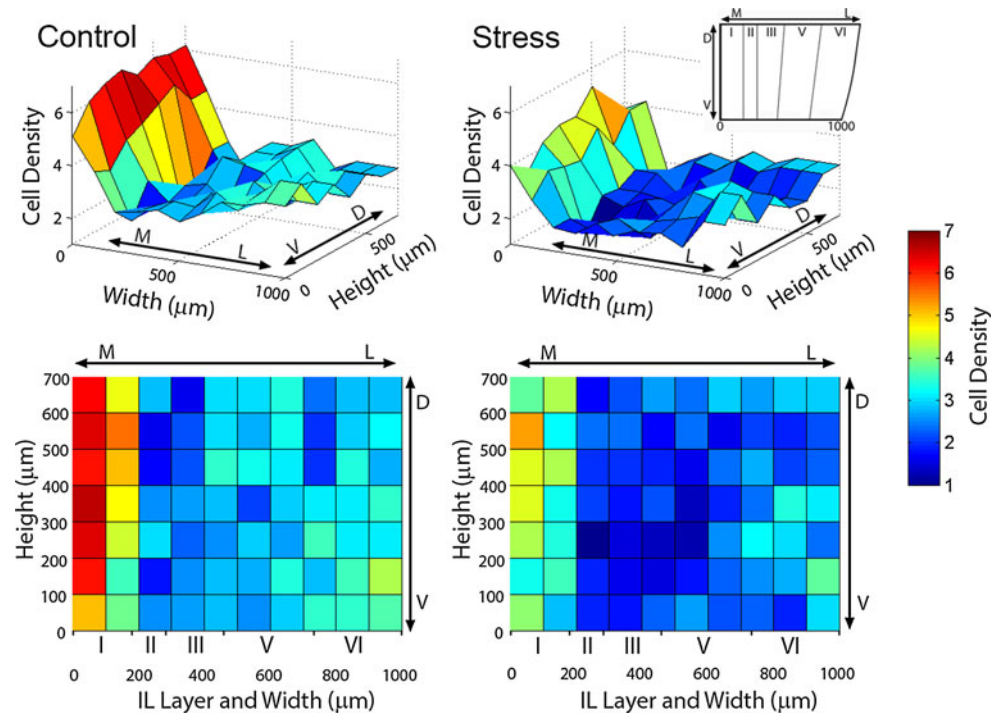 Control
Cell Density
6
4
2
0
500
1000
Width (μm)
0
500
Height (μm)
M
L
V
D
Stress
Cell Density
6
4
2
0
500
1000
Width (μm)
0
500
Height (μm)
M
L
V
D
M L
D
V
I II III V VI
0 1000
7
6
5
4
3
2
1
Cell Density
M L
D
V
700
600
500
400
300
200
100
0
Height (μm)
I II III V VI
0 200 400 600 800 1000
IL Layer and Width (μm)
M L
D
V
700
600
500
400
300
200
100
0
Height (μm)
I II III V VI
0 200 400 600 800 1000
IL Layer and Width (μm)